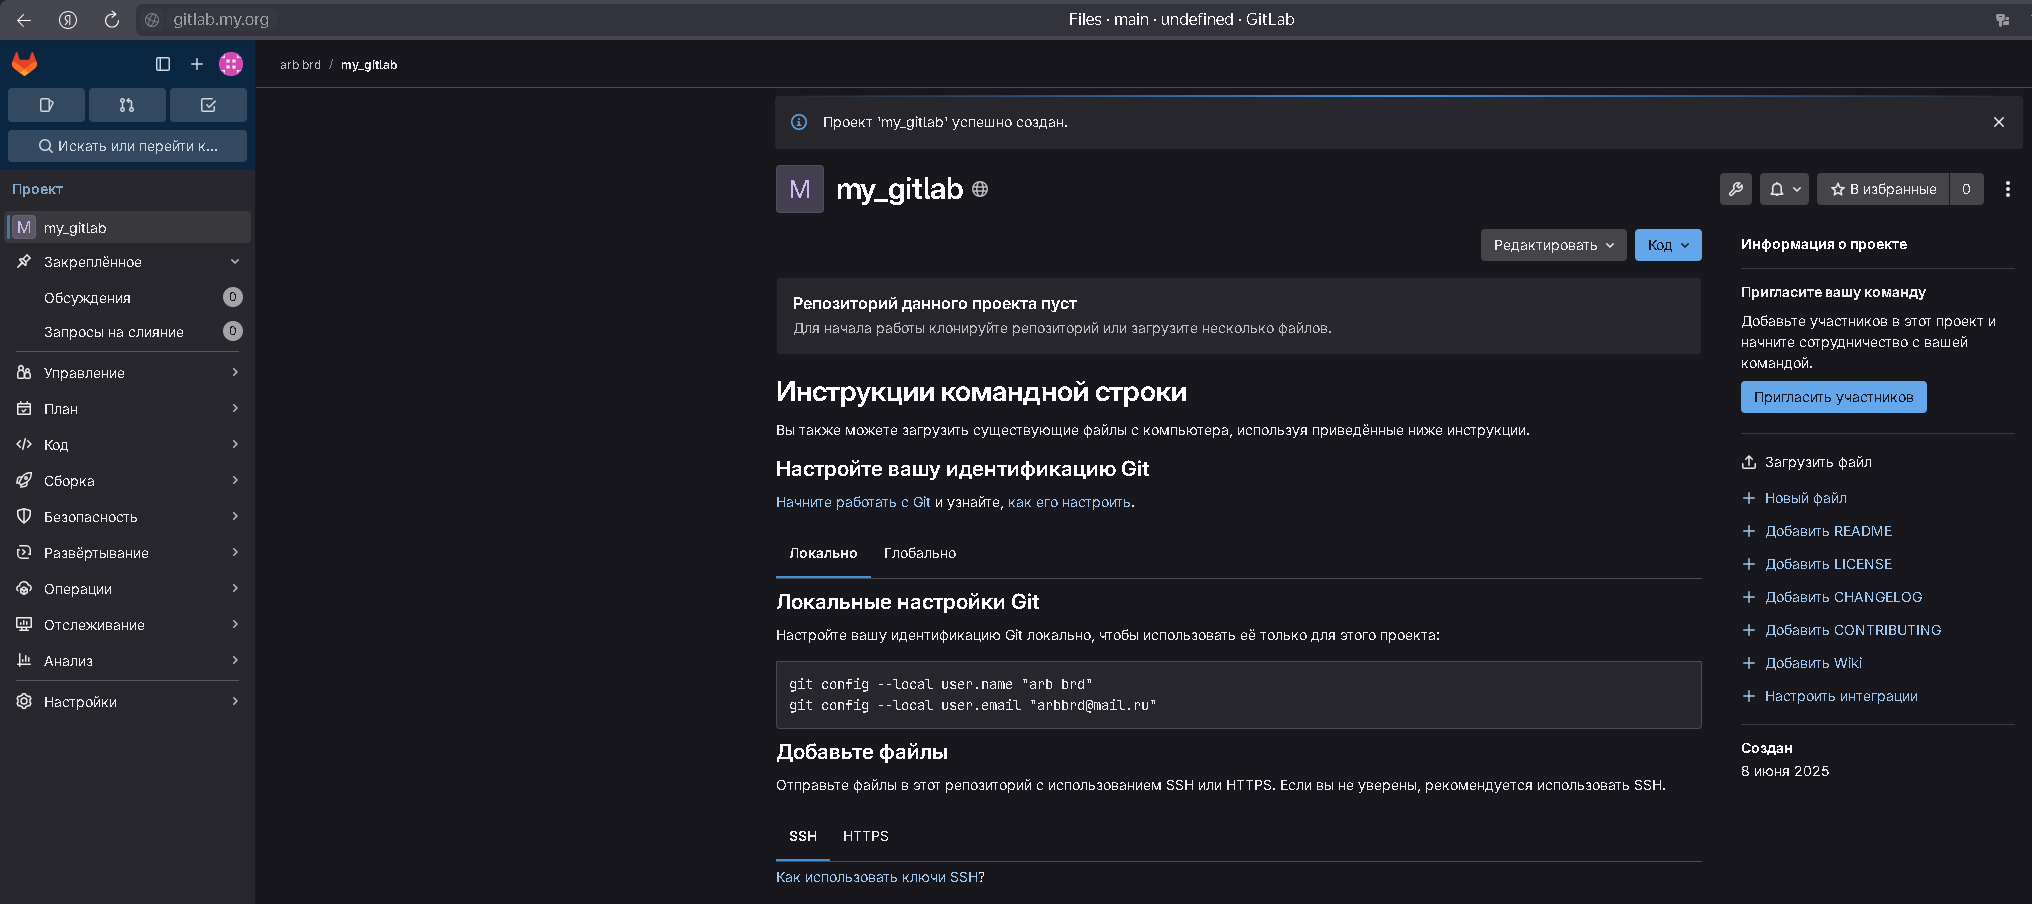 gitlab.my.org
Files · main · undefined · GitLab
arb brd / my_gitlab
Искать или перейти к...
Проект
M my_gitlab
Закреплённое
Обсуждения 0
Запросы на слияние 0
Управление
План
Код
Сборка
Безопасность
Развёртывание
Операции
Отслеживание
Анализ
Настройки
Проект 'my_gitlab' успешно создан.
M my_gitlab
В избранные 0
Редактировать
Код
Репозиторий данного проекта пуст
Для начала работы клонируйте репозиторий или загрузите несколько файлов.
Инструкции командной строки
Вы также можете загрузить существующие файлы с компьютера, используя приведённые ниже инструкции.
Настройте вашу идентификацию Git
Начните работать с Git и узнайте, как его настроить.
Локально Глобально
Локальные настройки Git
Настройте вашу идентификацию Git локально, чтобы использовать её только для этого проекта:
git config --local user.name "arb brd"
git config --local user.email "arbbrd@mail.ru"
Добавьте файлы
Отправьте файлы в этот репозиторий с использованием SSH или HTTPS. Если вы не уверены, рекомендуется использовать SSH.
SSH HTTPS
Как использовать ключи SSH?
Информация о проекте
Пригласите вашу команду
Добавьте участников в этот проект и
начните сотрудничество с вашей
командой.
Пригласить участников
Загрузить файл
Новый файл
Добавить README
Добавить LICENSE
Добавить CHANGELOG
Добавить CONTRIBUTING
Добавить Wiki
Настроить интеграции
Создан
8 июня 2025